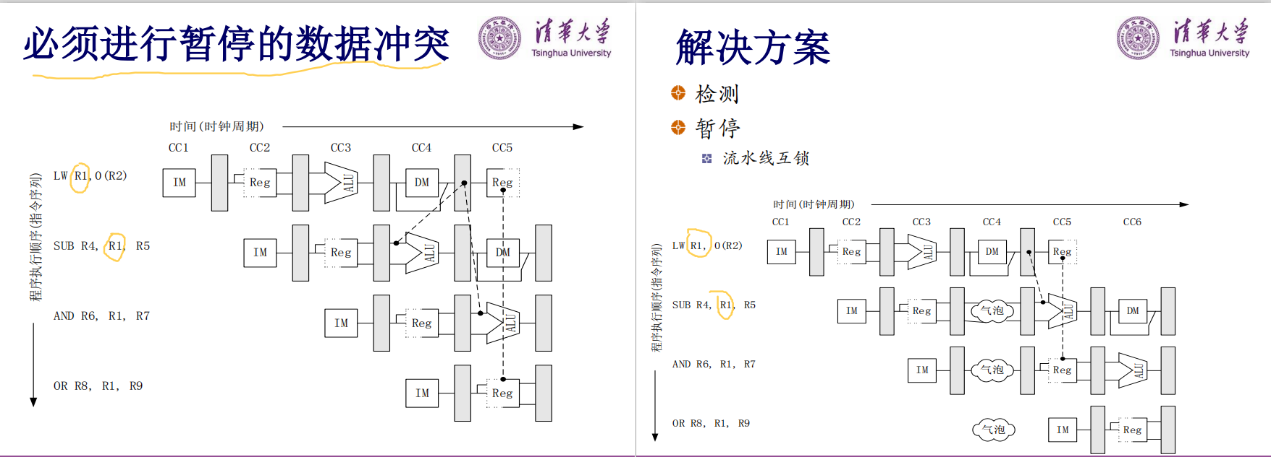 必须进行暂停的数据冲突
清华大学
Tsinghua University
时间(时钟周期)
CC1 CC2 CC3 CC4 CC5
程序执行顺序(指令序列)
LW R1,0(R2)
IM Reg ALU DM Reg
SUB R4, R1, R5
IM Reg ALU DM
AND R6, R1, R7
IM Reg ALU
OR R8, R1, R9
IM Reg
解决方案
清华大学
Tsinghua University
检测
暂停
流水线互锁
时间(时钟周期)
CC1 CC2 CC3 CC4 CC5 CC6
程序执行顺序(指令序列)
LW R1, 0(R2)
IM Reg ALU DM Reg
SUB R4, R1, R5
IM Reg 气泡 ALU DM
AND R6, R1, R7
IM 气泡 Reg ALU
OR R8, R1, R9
气泡 IM Reg